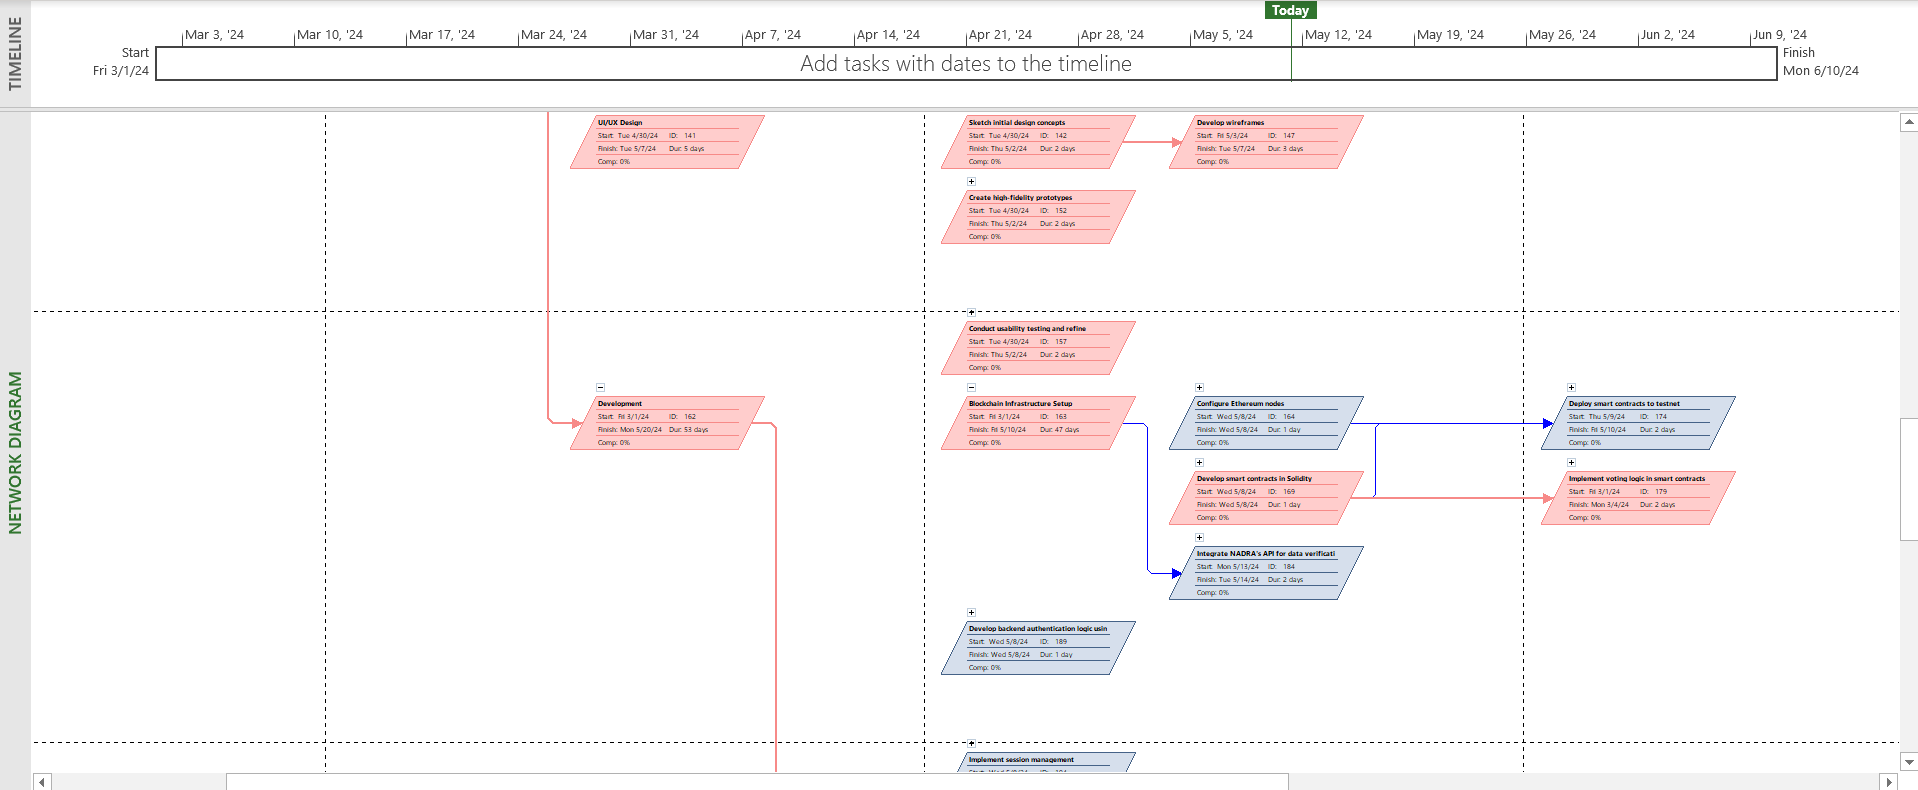 TIMELINE
Today
Mar 3, '24 Mar 10, '24 Mar 17, '24 Mar 24, '24 Mar 31, '24 Apr 7, '24 Apr 14, '24 Apr 21, '24 Apr 28, '24 May 5, '24 May 12, '24 May 19, '24 May 26, '24 Jun 2, '24 Jun 9, '24
Start
Fri 3/1/24
Add tasks with dates to the timeline
Finish
Mon 6/10/24
NETWORK DIAGRAM
UI/UX Design
Start: Tue 4/30/24 ID: 141
Finish: Tue 5/7/24 Dur: 5 days
Comp: 0%
Sketch initial design concepts
Start: Tue 4/30/24 ID: 142
Finish: Thu 5/2/24 Dur: 2 days
Comp: 0%
Develop wireframes
Start: Fri 5/3/24 ID: 147
Finish: Tue 5/7/24 Dur: 3 days
Comp: 0%
Create high-fidelity prototypes
Start: Tue 4/30/24 ID: 152
Finish: Thu 5/2/24 Dur: 2 days
Comp: 0%
Conduct usability testing and refine
Start: Tue 4/30/24 ID: 157
Finish: Thu 5/2/24 Dur: 2 days
Comp: 0%
Development
Start: Fri 3/1/24 ID: 162
Finish: Mon 5/20/24 Dur: 53 days
Comp: 0%
Blockchain Infrastructure Setup
Start: Fri 3/1/24 ID: 163
Finish: Fri 5/10/24 Dur: 47 days
Comp: 0%
Configure Ethereum nodes
Start: Wed 5/8/24 ID: 164
Finish: Wed 5/8/24 Dur: 1 day
Comp: 0%
Deploy smart contracts to testnet
Start: Thu 5/9/24 ID: 174
Finish: Fri 5/10/24 Dur: 2 days
Comp: 0%
Develop smart contracts in Solidity
Start: Wed 5/8/24 ID: 169
Finish: Wed 5/8/24 Dur: 1 day
Comp: 0%
Implement voting logic in smart contracts
Start: Fri 3/1/24 ID: 179
Finish: Mon 3/4/24 Dur: 2 days
Comp: 0%
Integrate NADRA's API for data verificati
Start: Mon 5/13/24 ID: 184
Finish: Tue 5/14/24 Dur: 2 days
Comp: 0%
Develop backend authentication logic usin
Start: Wed 5/8/24 ID: 189
Finish: Wed 5/8/24 Dur: 1 day
Comp: 0%
Implement session management